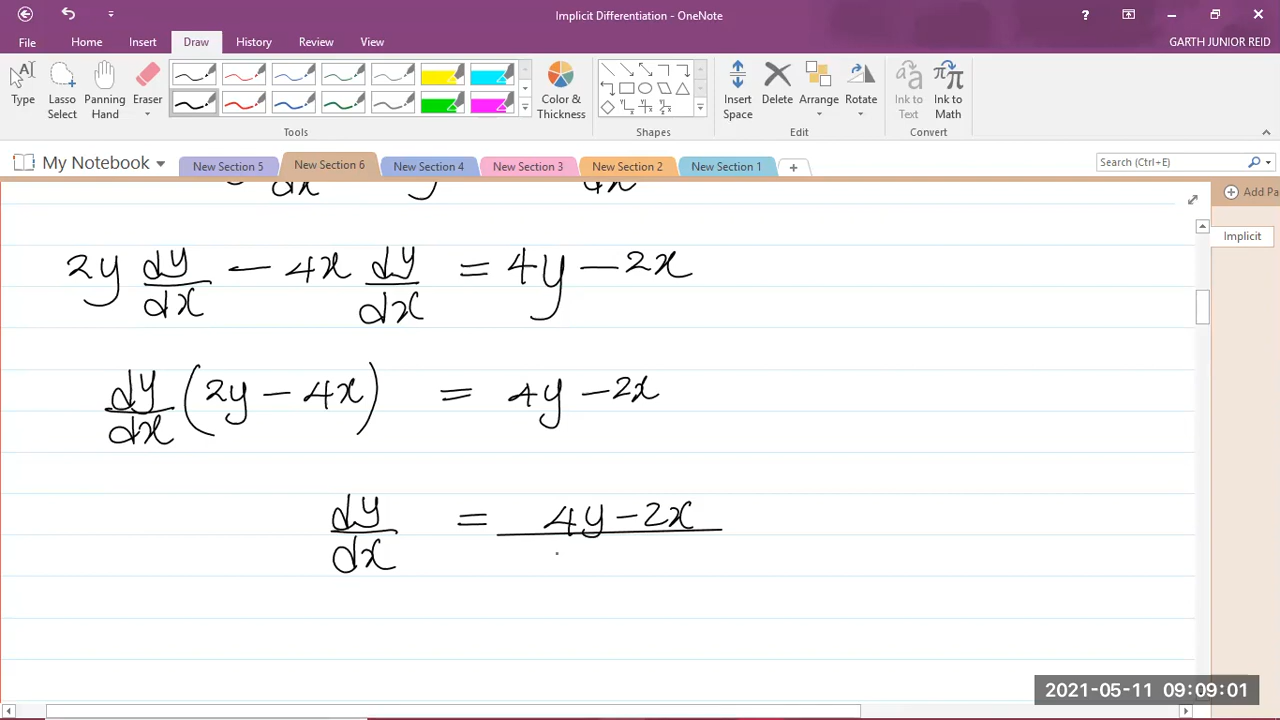 Implicit Differentiation - OneNote
File Home Insert Draw History Review View GARTH JUNIOR REID
Type Lasso Select Panning Hand Eraser Color & Thickness Insert Space Delete Arrange Rotate Ink to Text Ink to Math
Tools Shapes Edit Convert
My Notebook New Section 5 New Section 6 New Section 4 New Section 3 New Section 2 New Section 1 Search (Ctrl+E)
Add Pa
Implicit
2y dy/dx - 4x dy/dx = 4y - 2x
dy/dx (2y - 4x) = 4y - 2x
dy/dx = 4y - 2x
2021-05-11 09:09:01